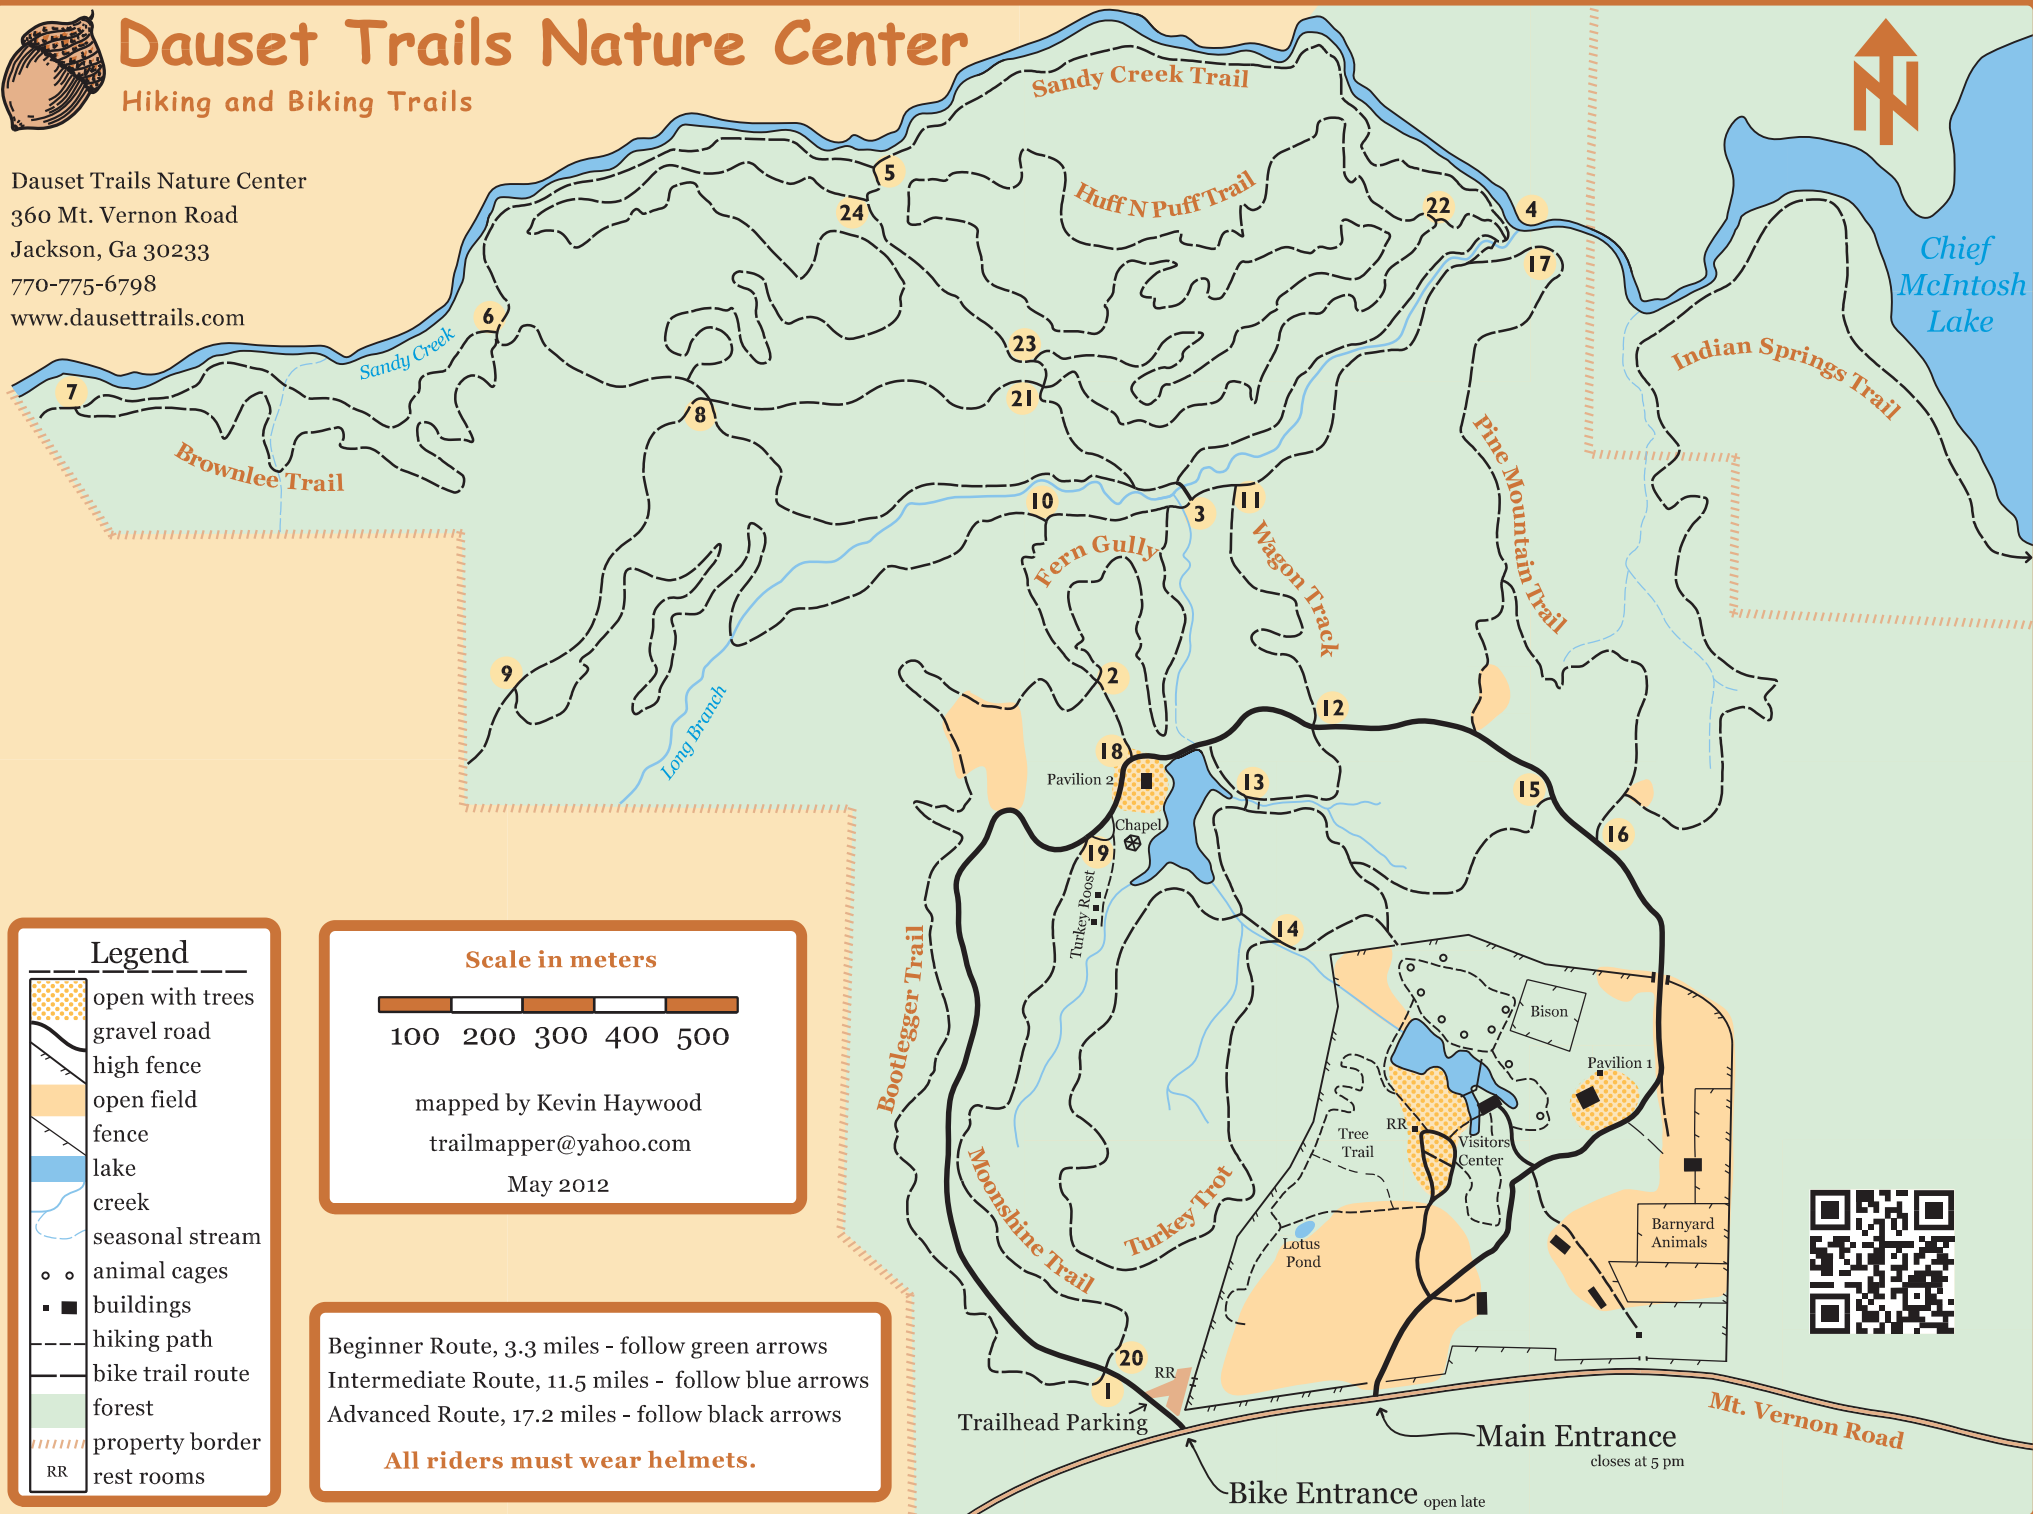 Dauset Trails Nature Center
Hiking and Biking Trails
Dauset Trails Nature Center
360 Mt. Vernon Road
Jackson, Ga 30233
770-775-6798
www.dausettrails.com
N
Sandy Creek Trail
Huff N Puff Trail
5
24
22
4
17
Chief
McIntosh
Lake
6
Sandy Creek
7
Brownlee Trail
8
23
21
Indian Springs Trail
Pine Mountain Trail
10
3
11
Fern Gully
Wagon Track
9
Long Branch
2
12
18
Pavilion 2
13
15
16
Chapel
19
Turkey Roost
14
Bootlegger Trail
Bison
Pavilion 1
RR
Tree
Trail
Visitors
Center
Moonshine Trail
Turkey Trot
Lotus
Pond
Barnyard
Animals
20
1
RR
Trailhead Parking
Main Entrance
closes at 5 pm
Bike Entrance open late
Mt. Vernon Road
Legend
open with trees
gravel road
high fence
open field
fence
lake
creek
seasonal stream
animal cages
buildings
hiking path
bike trail route
forest
property border
RR rest rooms
Scale in meters
100 200 300 400 500
mapped by Kevin Haywood
trailmapper@yahoo.com
May 2012
Beginner Route, 3.3 miles - follow green arrows
Intermediate Route, 11.5 miles - follow blue arrows
Advanced Route, 17.2 miles - follow black arrows
All riders must wear helmets.